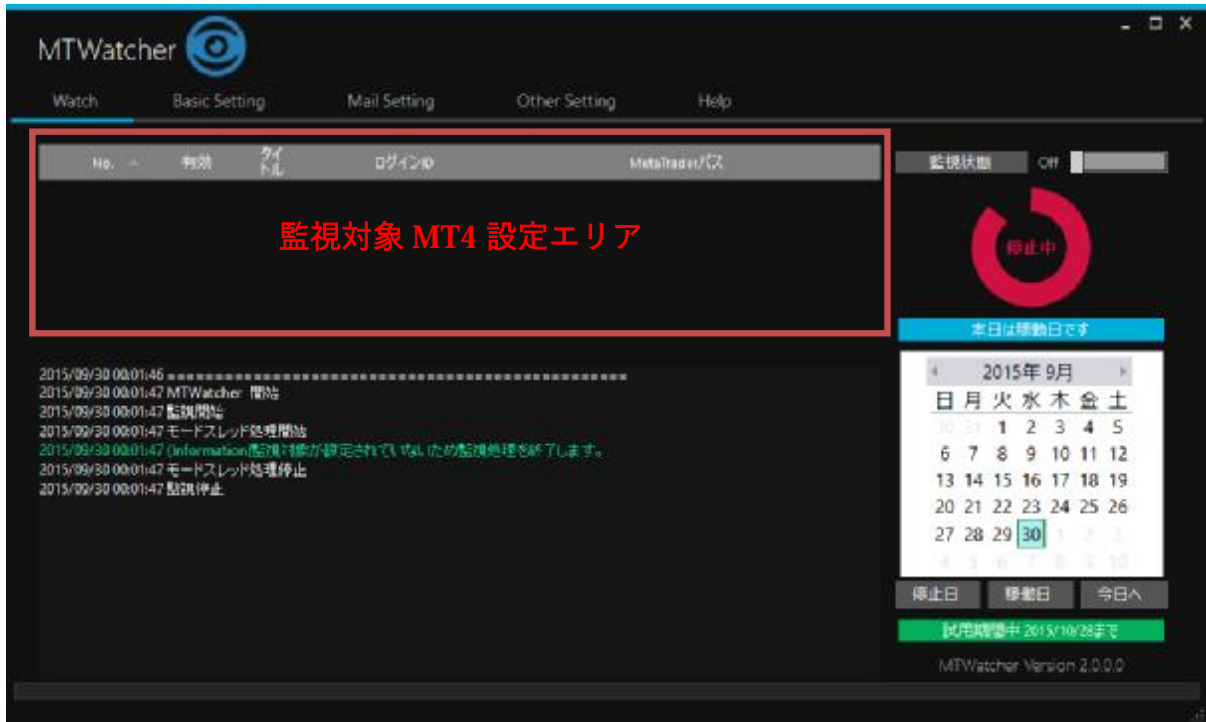 MTWatcher
Watch Basic Setting Mail Setting Other Setting Help
No. 有効 タイトル ログインID MetaTraderパス
監視対象 MT4 設定エリア
監視状態 Off
停止中
本日は稼動日です
2015/09/30 00:01:46 =================================
2015/09/30 00:01:47 MTWatcher 開始
2015/09/30 00:01:47 監視開始
2015/09/30 00:01:47 モードスレッド処理開始
2015/09/30 00:01:47 (Information)監視対象が設定されていないため監視処理を終了します。
2015/09/30 00:01:47 モードスレッド処理停止
2015/09/30 00:01:47 監視停止
2015年 9月
日 月 火 水 木 金 土
30 31 1 2 3 4 5
6 7 8 9 10 11 12
13 14 15 16 17 18 19
20 21 22 23 24 25 26
27 28 29 30 1 2 3
4 5 6 7 8 9 10
停止日 稼動日 今日へ
試用期間中 2015/10/28まで
MTWatcher Version 2.0.0.0